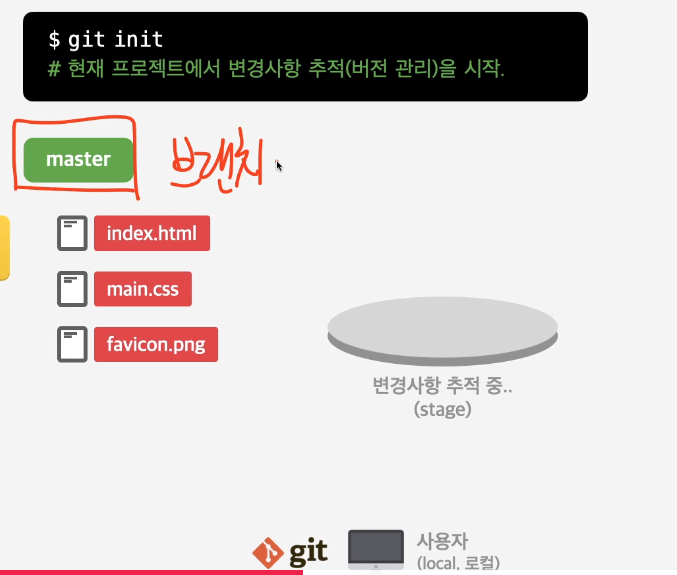 $ git init
# 현재 프로젝트에서 변경사항 추적(버전 관리)을 시작.
master 브랜치
index.html
main.css
favicon.png
변경사항 추적 중..
(stage)
git 사용자
(local, 로컬)